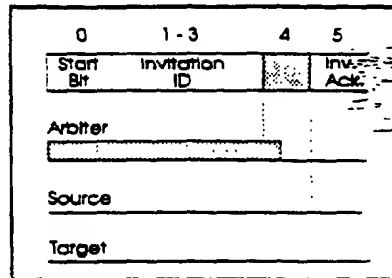 0 1-3 4 5
Start Invitation Inv.
Bit ID Ack.
Arbiter
Source
Target